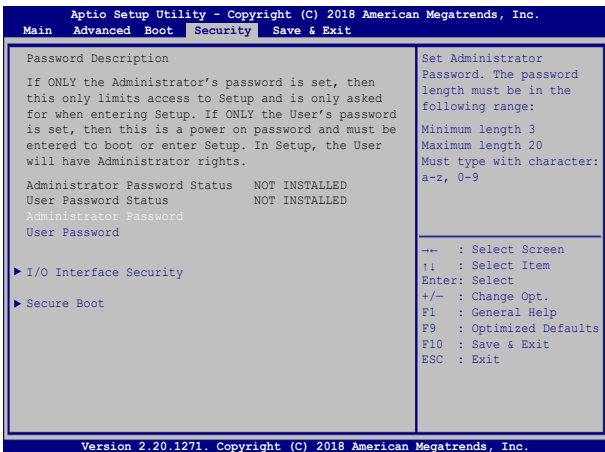 Aptio Setup Utility - Copyright (C) 2018 American Megatrends, Inc.
Main Advanced Boot Security Save & Exit
Password Description
If ONLY the Administrator's password is set, then
this only limits access to Setup and is only asked
for when entering Setup. If ONLY the User's password
is set, then this is a power on password and must be
entered to boot or enter Setup. In Setup, the User
will have Administrator rights.
Administrator Password Status NOT INSTALLED
User Password Status NOT INSTALLED
Administrator Password
User Password
▶ I/O Interface Security
▶ Secure Boot
Set Administrator
Password. The password
length must be in the
following range:
Minimum length 3
Maximum length 20
Must type with character:
a-z, 0-9
→← : Select Screen
↑↓ : Select Item
Enter: Select
+/— : Change Opt.
F1 : General Help
F9 : Optimized Defaults
F10 : Save & Exit
ESC : Exit
Version 2.20.1271. Copyright (C) 2018 American Megatrends, Inc.